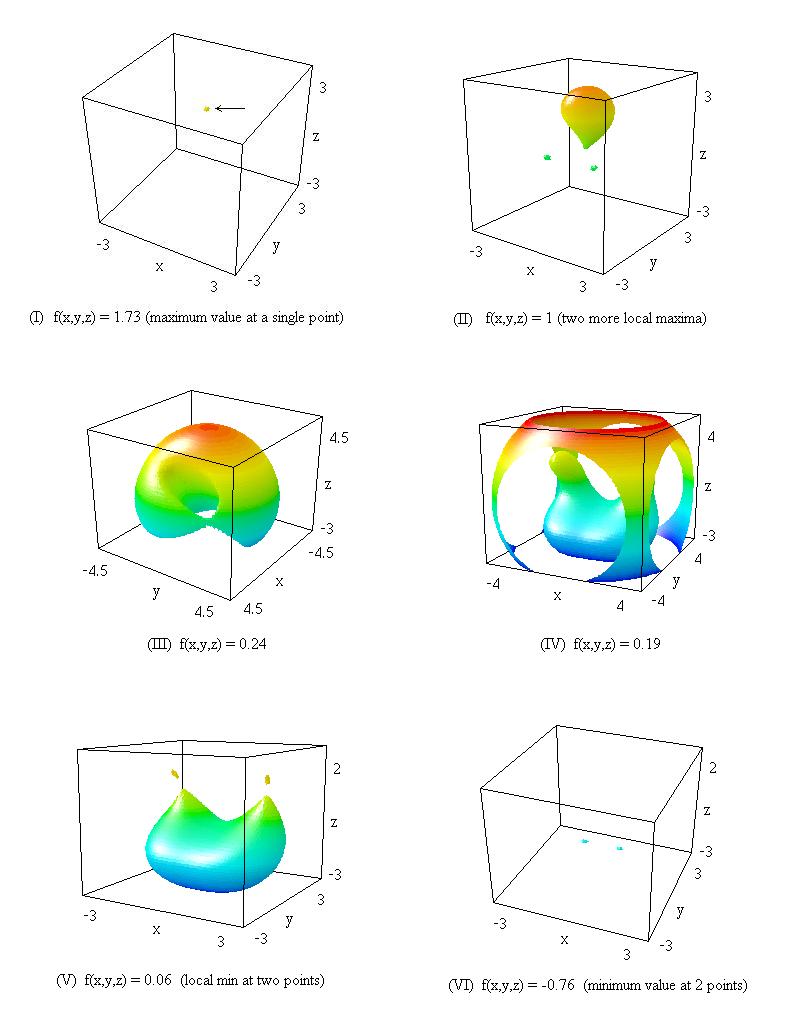 3
z
-3
3
y
-3
x
3
-3
(I) f(x,y,z) = 1.73 (maximum value at a single point)
3
z
-3
3
y
-3
x
3
-3
(II) f(x,y,z) = 1 (two more local maxima)
4.5
z
-3
-4.5
x
-4.5
y
4.5
4.5
(III) f(x,y,z) = 0.24
4
z
-3
4
y
-4
x
4
-4
(IV) f(x,y,z) = 0.19
2
z
-3
3
y
-3
x
3
-3
(V) f(x,y,z) = 0.06 (local min at two points)
2
z
-3
3
y
-3
x
3
-3
(VI) f(x,y,z) = -0.76 (minimum value at 2 points)